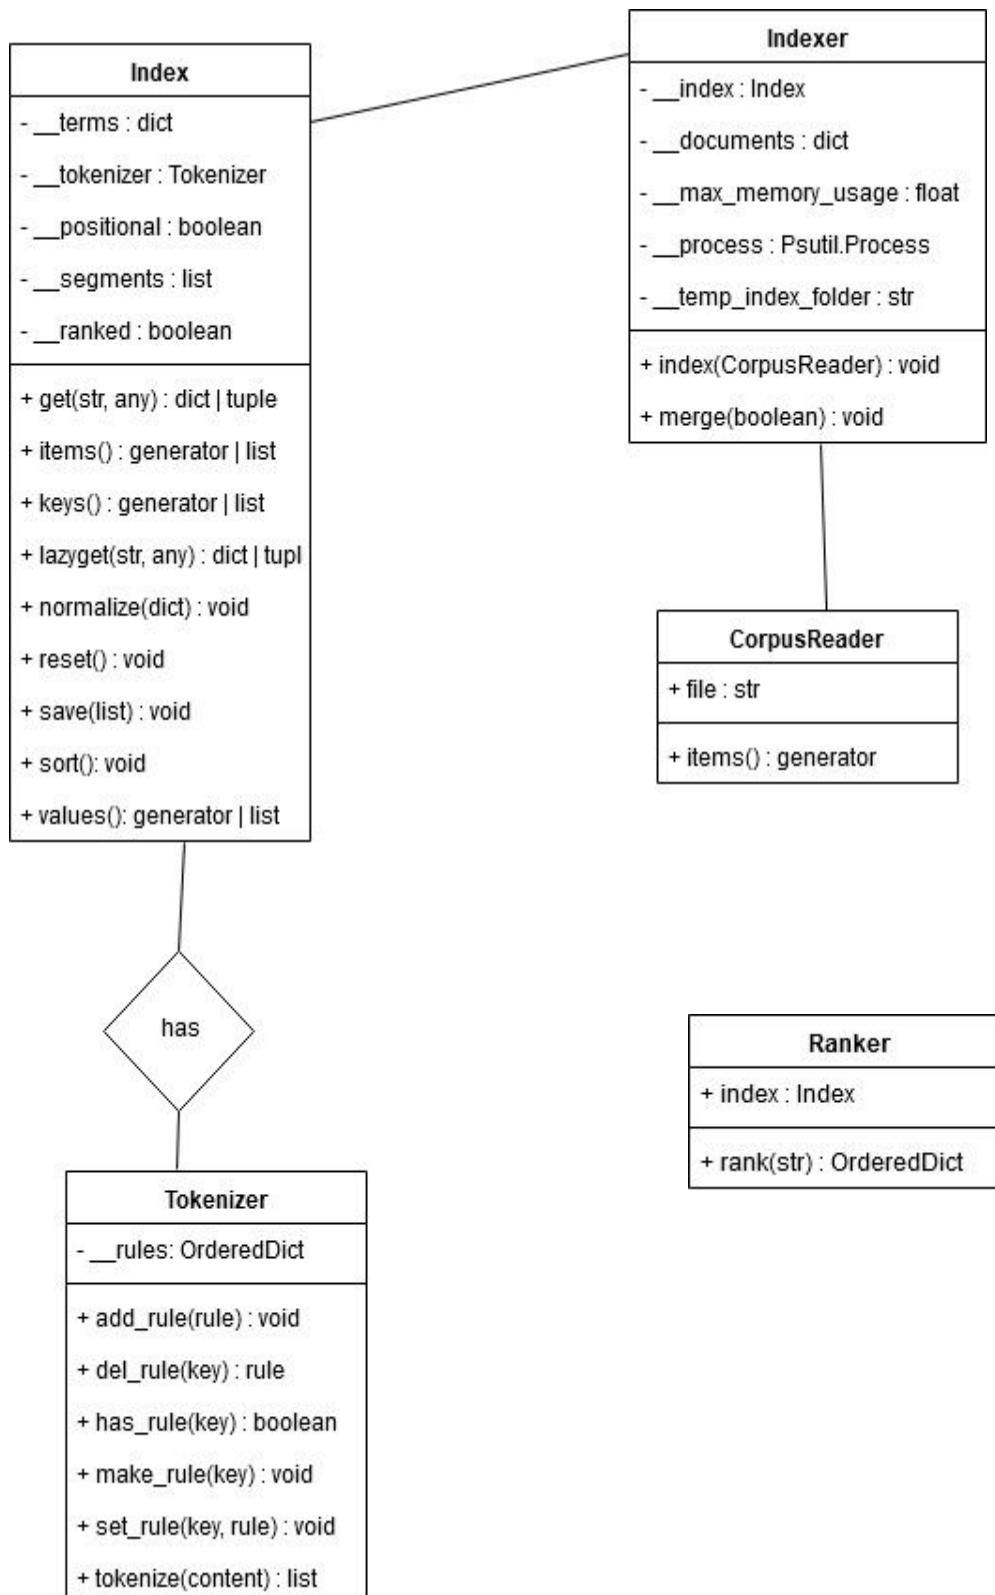 Index
- __terms : dict
- __tokenizer : Tokenizer
- __positional : boolean
- __segments : list
- __ranked : boolean
+ get(str, any) : dict | tuple
+ items() : generator | list
+ keys() : generator | list
+ lazyget(str, any) : dict | tupl
+ normalize(dict) : void
+ reset() : void
+ save(list) : void
+ sort(): void
+ values(): generator | list
Indexer
- __index : Index
- __documents : dict
- __max_memory_usage : float
- __process : Psutil.Process
- __temp_index_folder : str
+ index(CorpusReader) : void
+ merge(boolean) : void
CorpusReader
+ file : str
+ items() : generator
has
Ranker
+ index : Index
+ rank(str) : OrderedDict
Tokenizer
- __rules: OrderedDict
+ add_rule(rule) : void
+ del_rule(key) : rule
+ has_rule(key) : boolean
+ make_rule(key) : void
+ set_rule(key, rule) : void
+ tokenize(content) : list